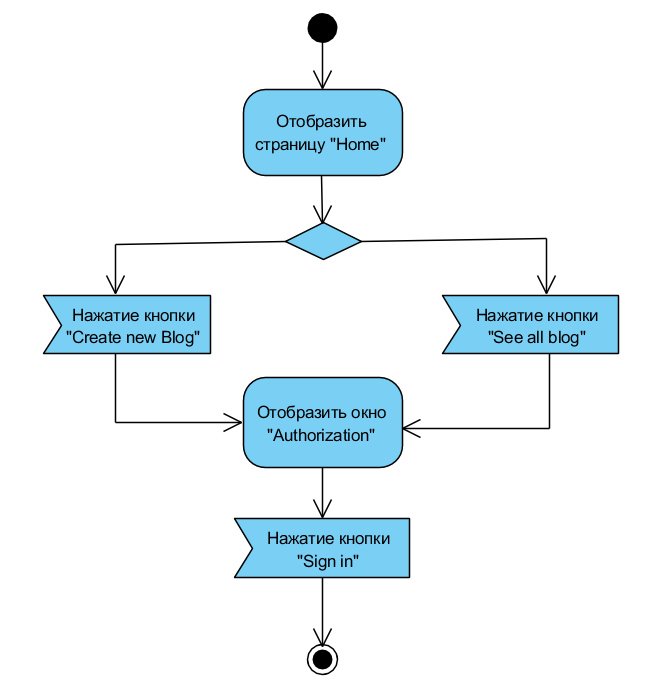 Отобразить
страницу "Home"
Нажатие кнопки
"Create new Blog"
Нажатие кнопки
"See all blog"
Отобразить окно
"Authorization"
Нажатие кнопки
"Sign in"